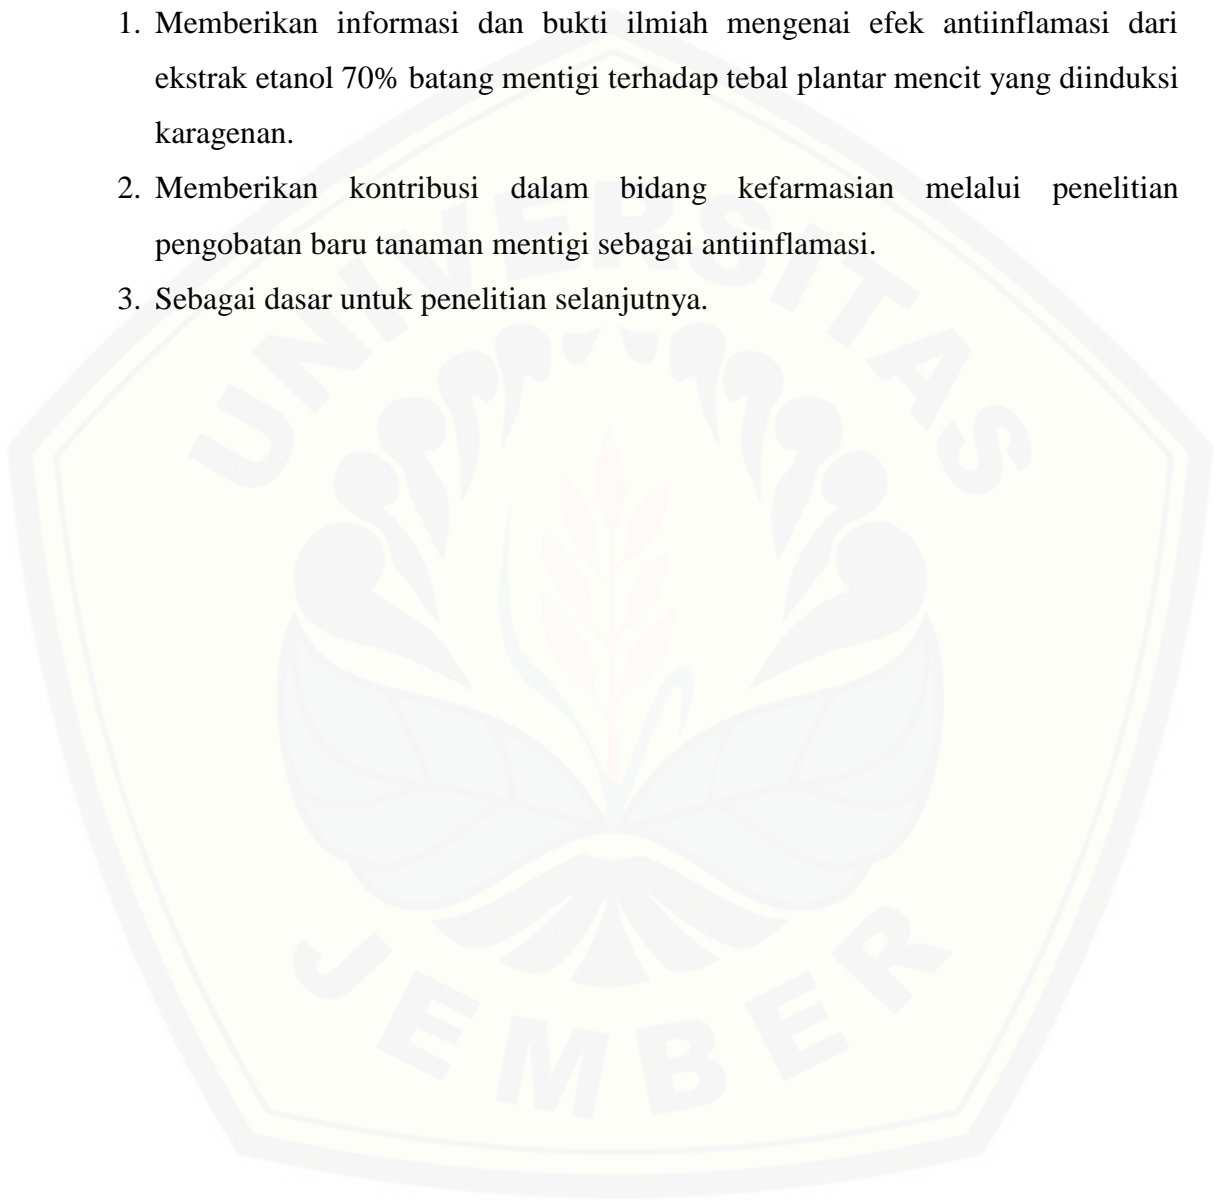 1. Memberikan informasi dan bukti ilmiah mengenai efek antiinflamasi dari
ekstrak etanol 70% batang mentigi terhadap tebal plantar mencit yang diinduksi
karagenan.
2. Memberikan kontribusi dalam bidang kefarmasian melalui penelitian
pengobatan baru tanaman mentigi sebagai antiinflamasi.
3. Sebagai dasar untuk penelitian selanjutnya.
UNIVERSITAS
JEMBER